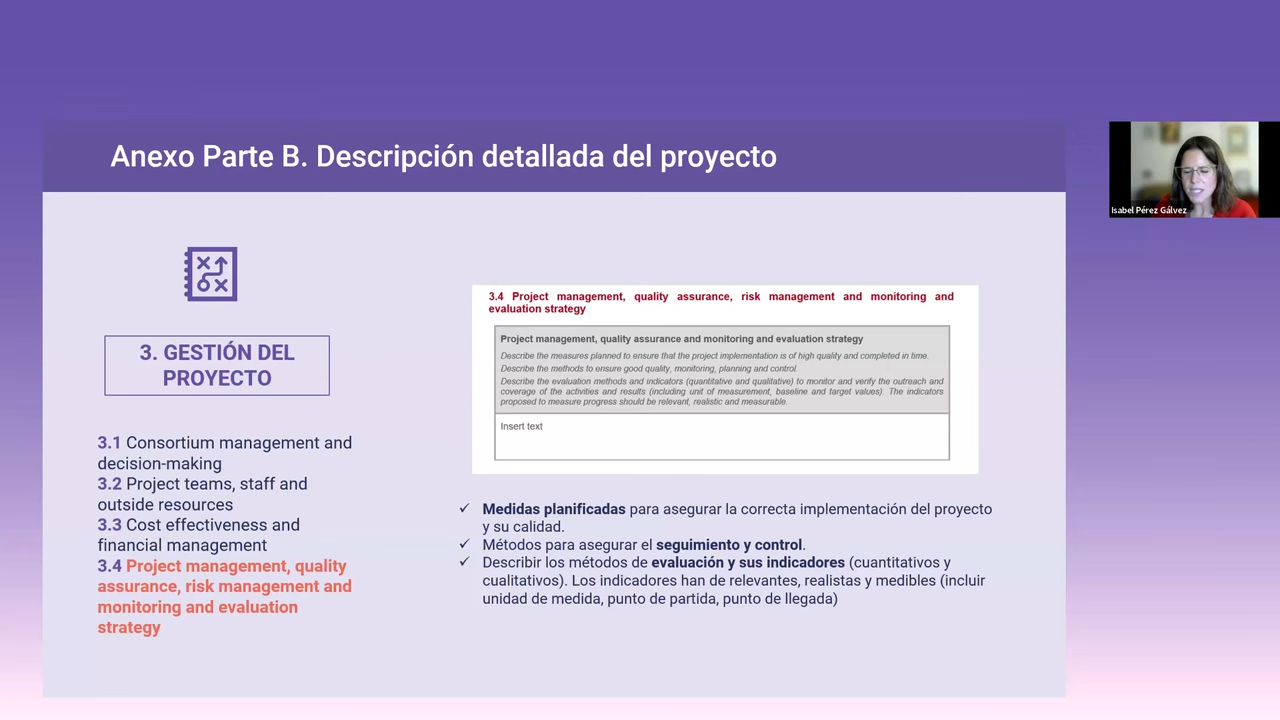 Anexo Parte B. Descripción detallada del proyecto
Isabel Pérez Gálvez
3. GESTIÓN DEL
PROYECTO
3.1 Consortium management and
decision-making
3.2 Project teams, staff and
outside resources
3.3 Cost effectiveness and
financial management
3.4 Project management, quality
assurance, risk management and
monitoring and evaluation
strategy
3.4 Project management, quality assurance, risk management and monitoring and
evaluation strategy
Project management, quality assurance and monitoring and evaluation strategy
Describe the measures planned to ensure that the project implementation is of high quality and completed in time.
Describe the methods to ensure good quality, monitoring, planning and control.
Describe the evaluation methods and indicators (quantitative and qualitative) to monitor and verify the outreach and
coverage of the activities and results (including unit of measurement, baseline and target values). The indicators
proposed to measure progress should be relevant, realistic and measurable.
Insert text
✓ Medidas planificadas para asegurar la correcta implementación del proyecto
y su calidad.
✓ Métodos para asegurar el seguimiento y control.
✓ Describir los métodos de evaluación y sus indicadores (cuantitativos y
cualitativos). Los indicadores han de relevantes, realistas y medibles (incluir
unidad de medida, punto de partida, punto de llegada)